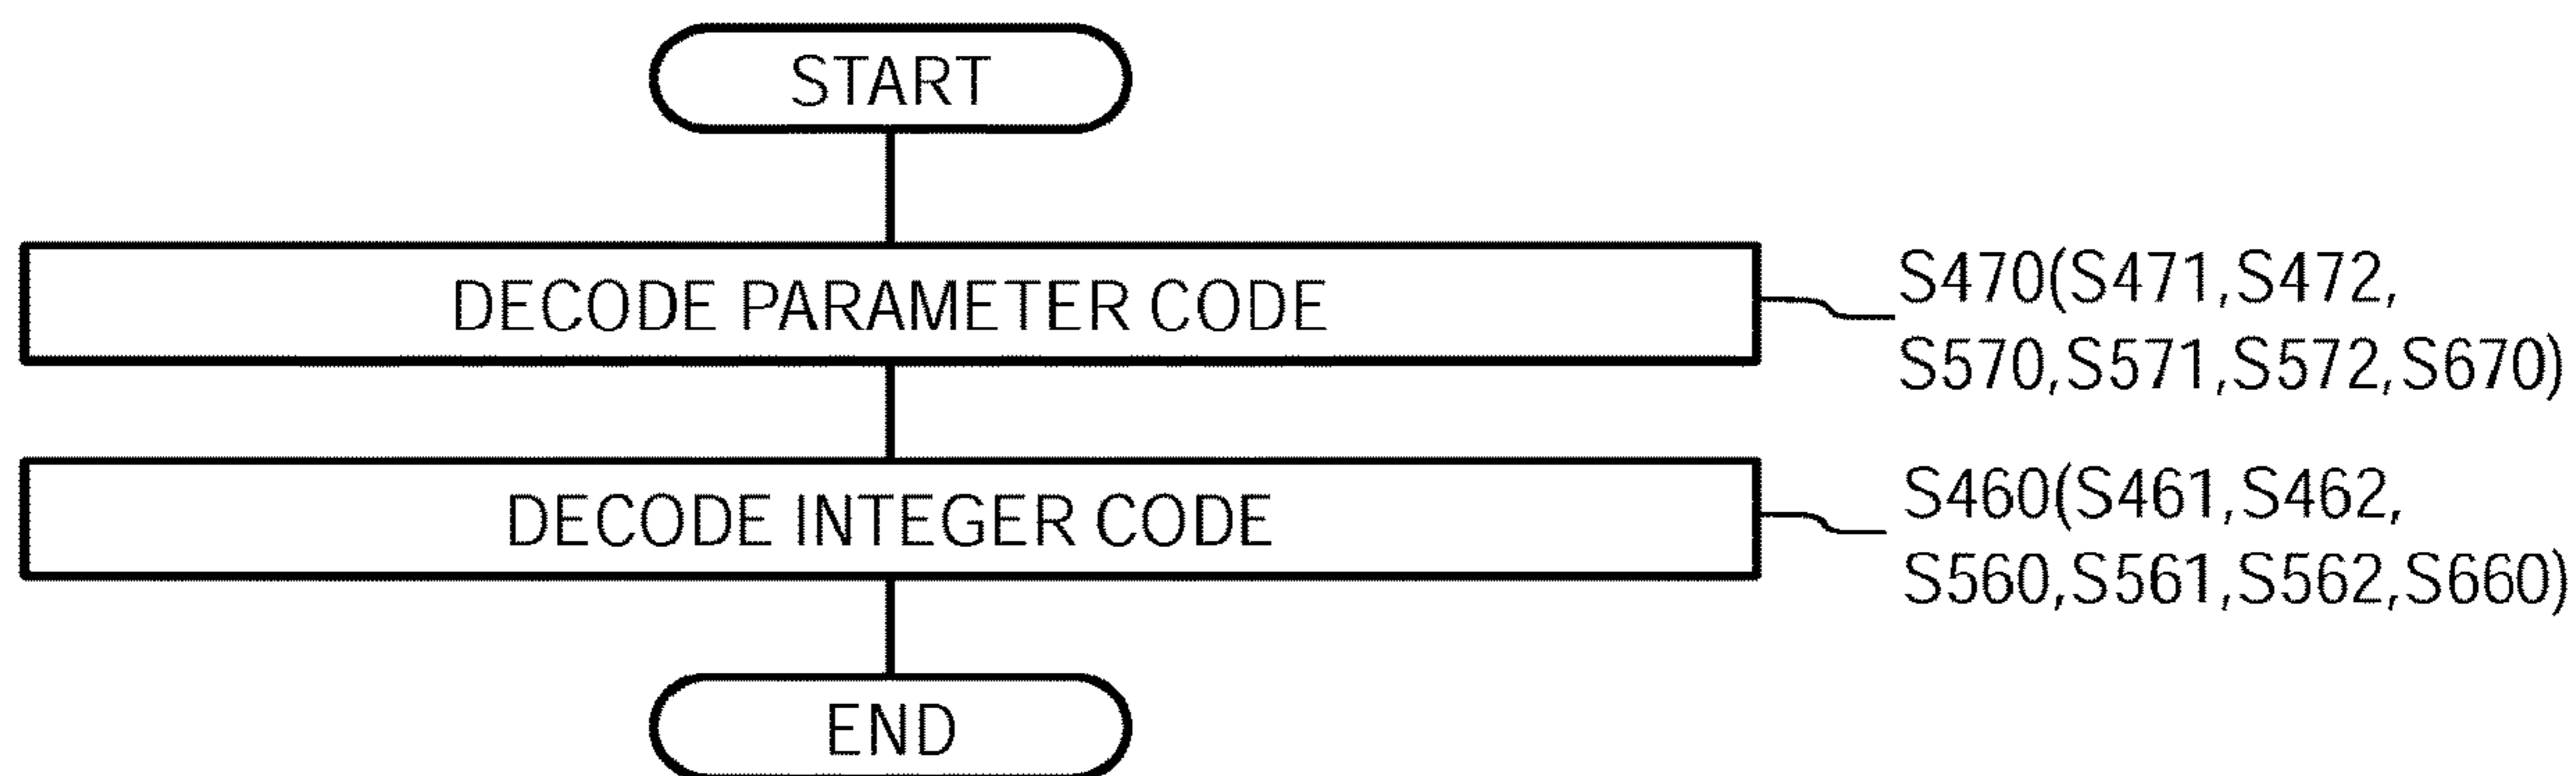 START
DECODE PARAMETER CODE
S470(S471,S472,
S570,S571,S572,S670)
DECODE INTEGER CODE
S460(S461,S462,
S560,S561,S562,S660)
END